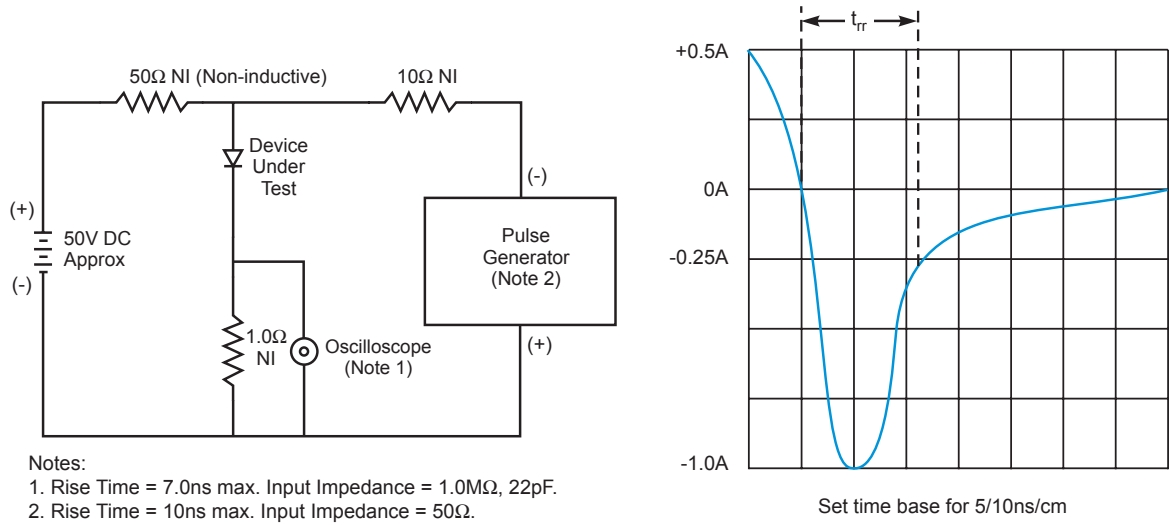 50Ω NI (Non-inductive)
10Ω NI
Device
Under
Test
(+)
50V DC
Approx
(-)
(-)
Pulse
Generator
(Note 2)
(+)
1.0Ω
NI
Oscilloscope
(Note 1)
Notes:
1. Rise Time = 7.0ns max. Input Impedance = 1.0MΩ, 22pF.
2. Rise Time = 10ns max. Input Impedance = 50Ω.
trr
+0.5A
0A
-0.25A
-1.0A
Set time base for 5/10ns/cm